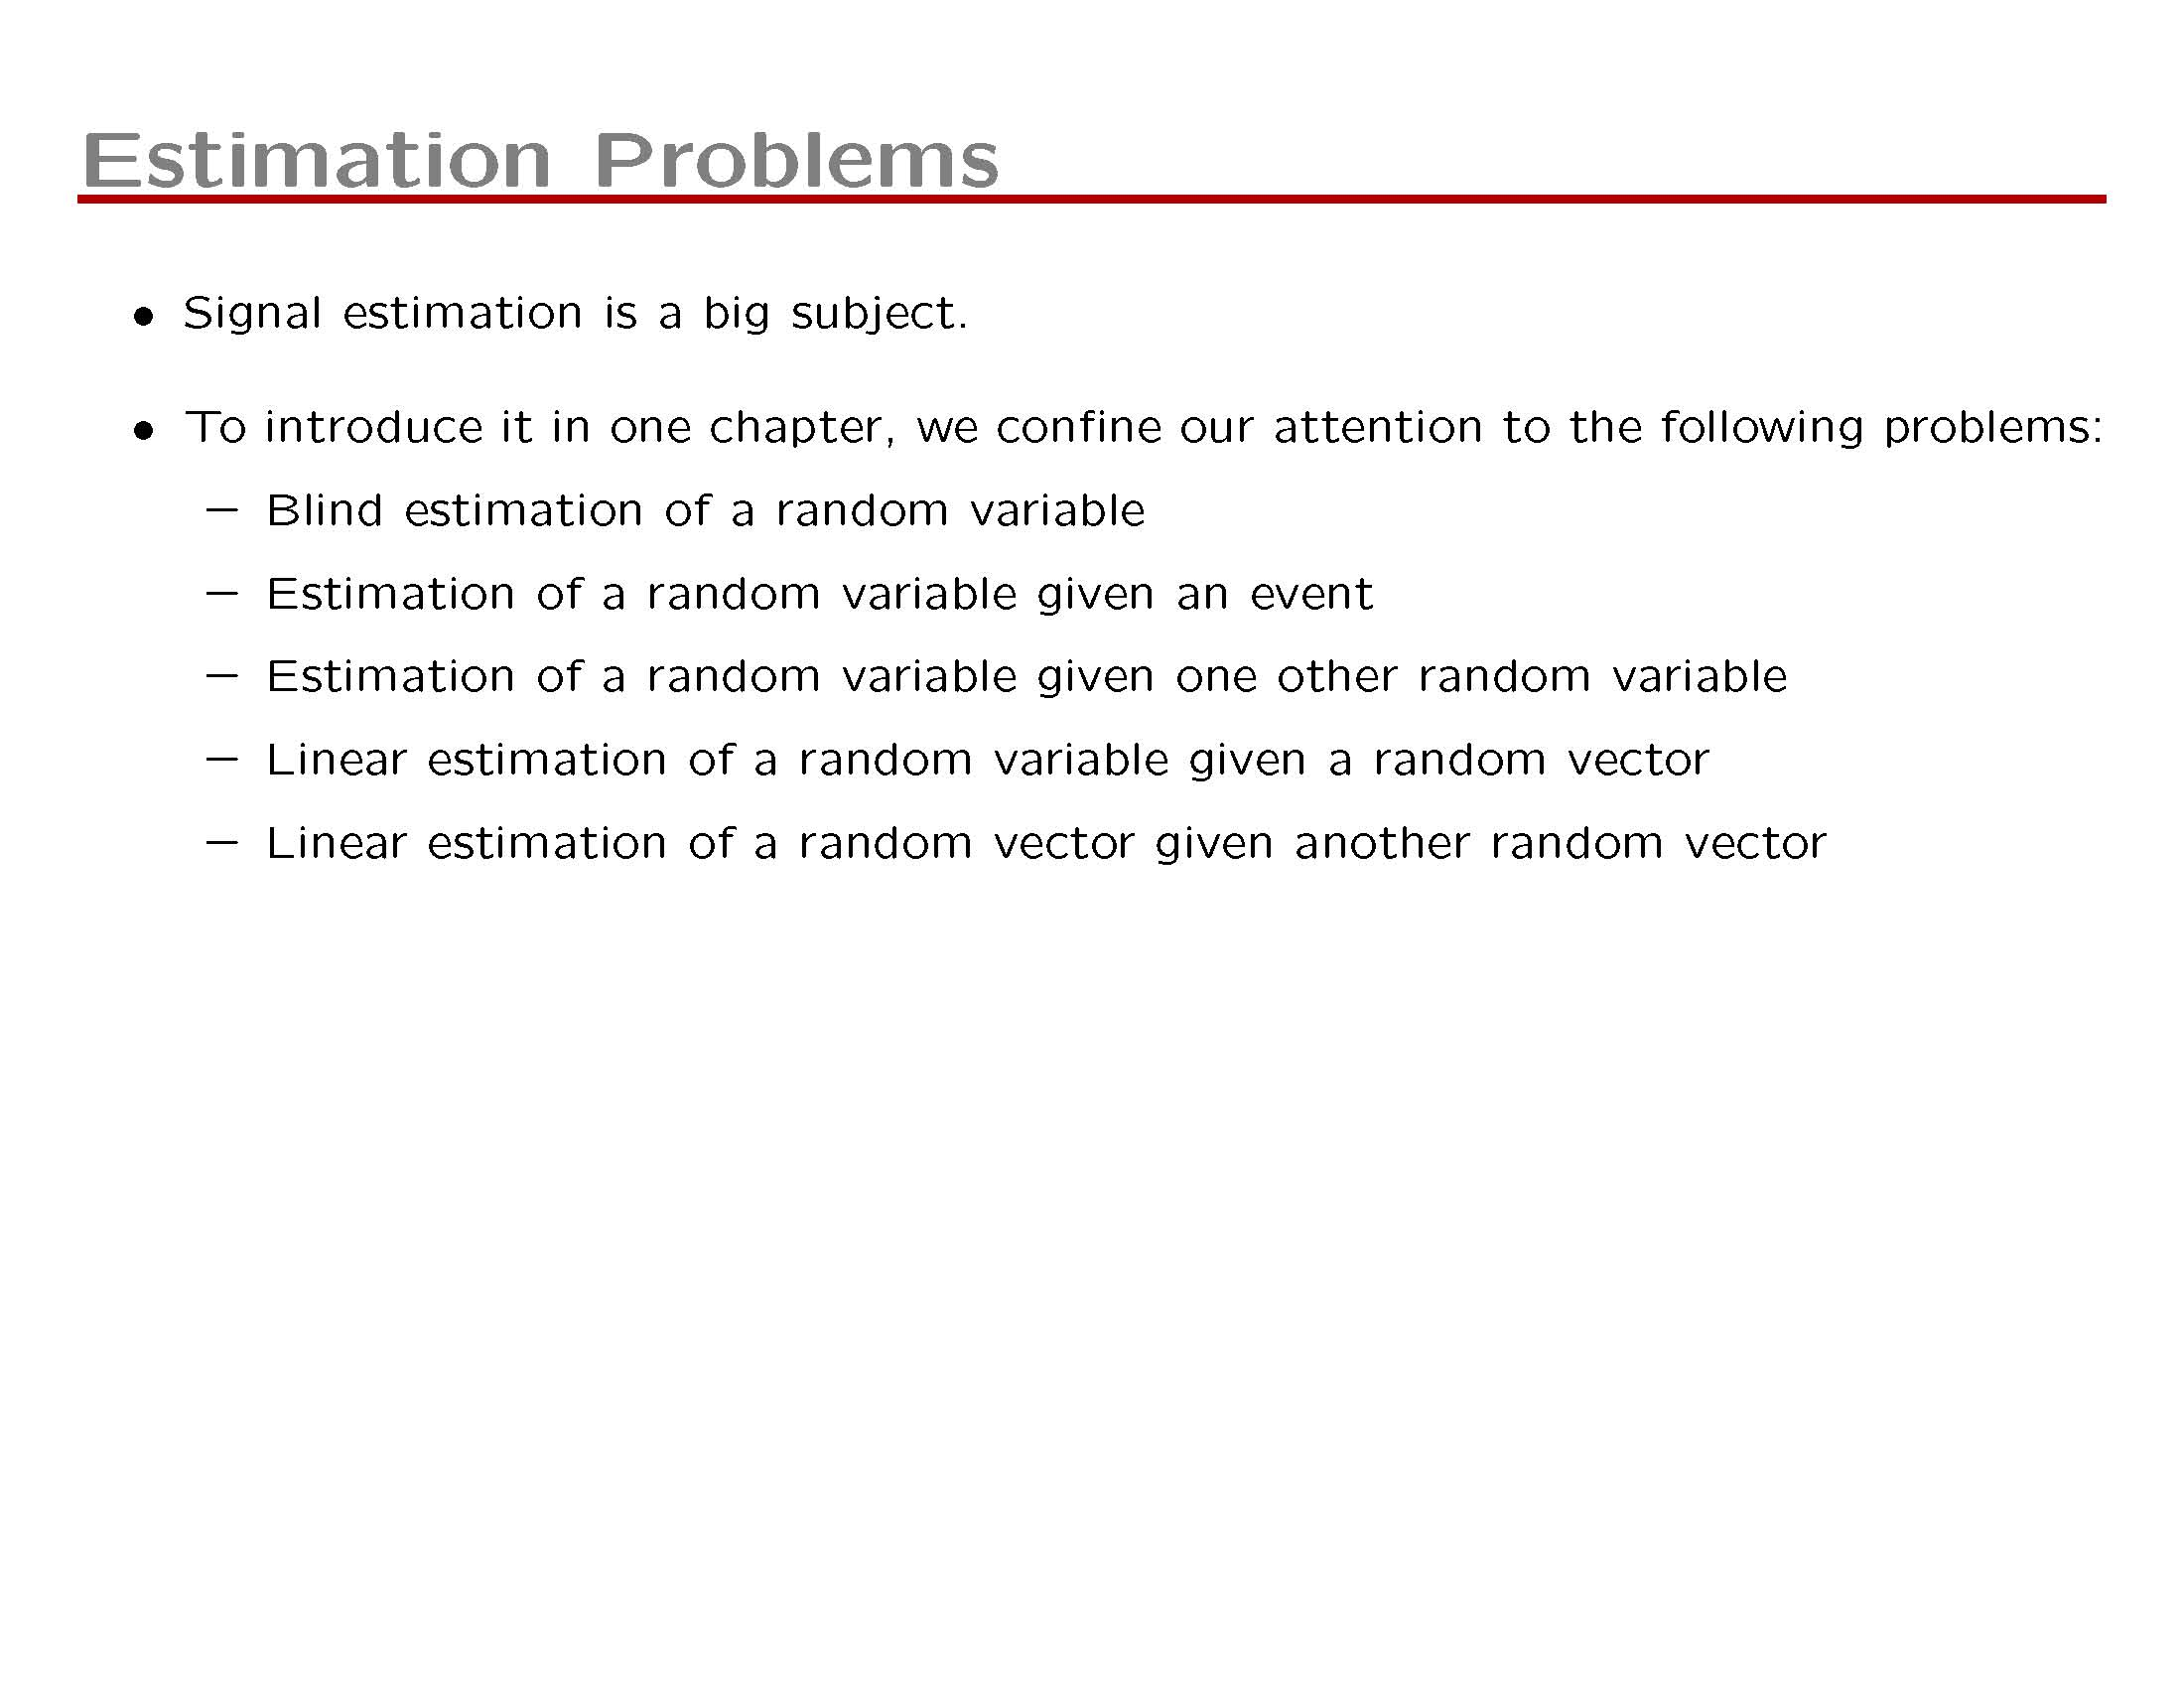 Estimation Problems
• Signal estimation is a big subject.
• To introduce it in one chapter, we confine our attention to the following problems:
– Blind estimation of a random variable
– Estimation of a random variable given an event
– Estimation of a random variable given one other random variable
– Linear estimation of a random variable given a random vector
– Linear estimation of a random vector given another random vector